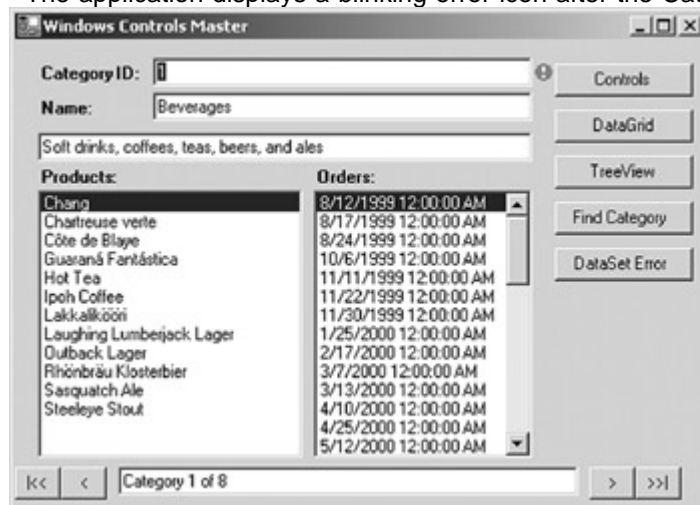 The application displays a blinking error icon after the
Windows Control's Master
Category ID: 1
Controls
Name: Beverages
DataGrid
Soft drinks, coffees, teas, beers, and ales
TreeView
Products:
Chang
Chartreuse verte
Côte de Blaye
Guaraná Fantástica
Hot Tea
Ipoh Coffee
Lakkalikööri
Laughing Lumberjack Lager
Outback Lager
Rhönbräu Klosterbier
Sasquatch Ale
Steeleye Stout
Orders:
8/12/1999 12:00:00 AM
8/17/1999 12:00:00 AM
8/24/1999 12:00:00 AM
10/6/1999 12:00:00 AM
11/11/1999 12:00:00 AM
11/22/1999 12:00:00 AM
11/30/1999 12:00:00 AM
1/25/2000 12:00:00 AM
2/17/2000 12:00:00 AM
3/7/2000 12:00:00 AM
3/13/2000 12:00:00 AM
4/10/2000 12:00:00 AM
4/25/2000 12:00:00 AM
5/12/2000 12:00:00 AM
Find Category
DataSet Error
|<< < Category 1 of 8 > >>|